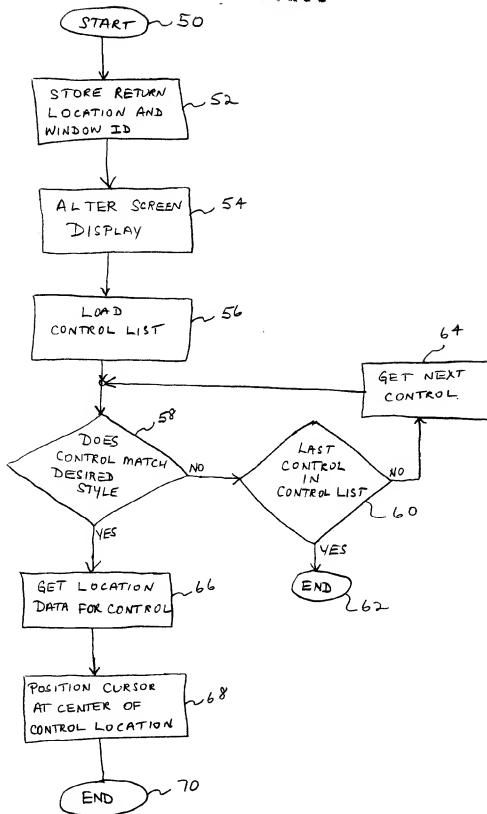 START
50
STORE RETURN
LOCATION AND
WINDOW ID
52
ALTER SCREEN
DISPLAY
54
LOAD
CONTROL LIST
56
64
GET NEXT
CONTROL.
58
DOES
CONTROL MATCH
DESIRED
STYLE
NO
LAST
CONTROL
IN
CONTROL LIST
NO
60
YES
YES
END
62
GET LOCATION
DATA FOR CONTROL
66
POSITION CURSOR
AT CENTER OF
CONTROL LOCATION
68
END
70